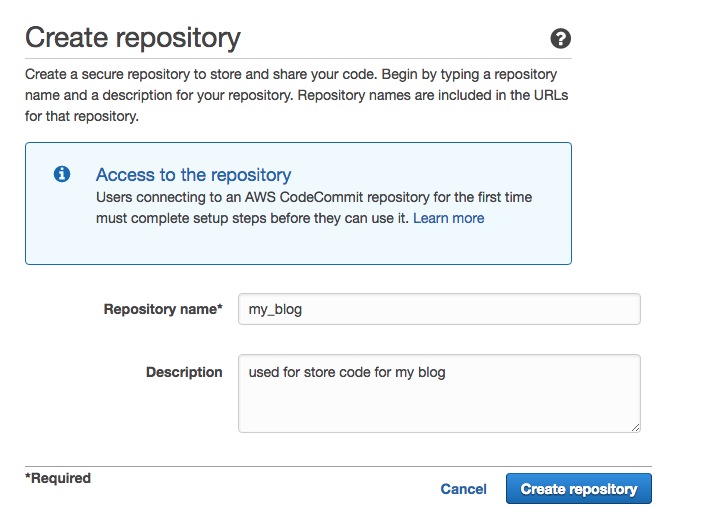 Create repository
Create a secure repository to store and share your code. Begin by typing a repository
name and a description for your repository. Repository names are included in the URLs
for that repository.
Access to the repository
Users connecting to an AWS CodeCommit repository for the first time
must complete setup steps before they can use it. Learn more
Repository name* my_blog
Description used for store code for my blog
*Required
Cancel Create repository